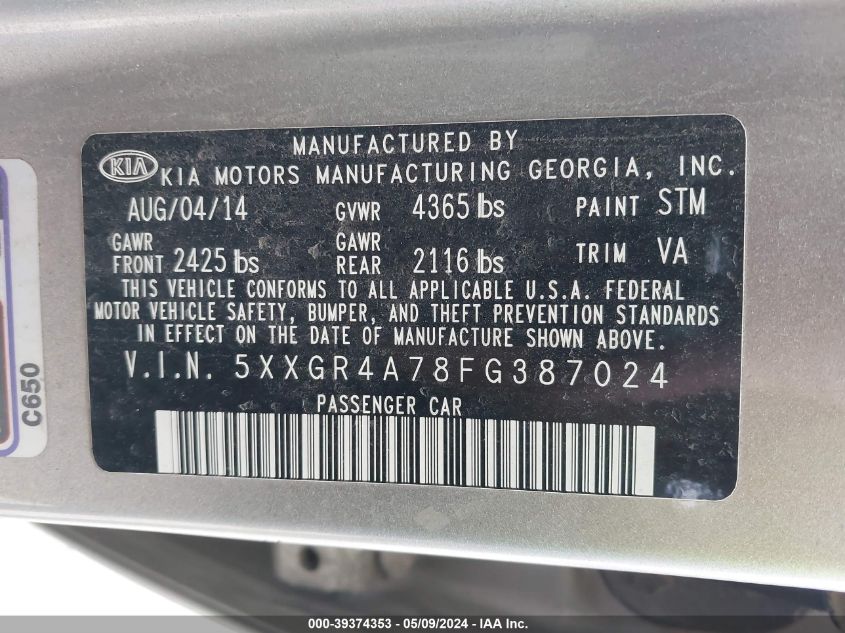 MANUFACTURED BY
KIA KIA MOTORS MANUFACTURING GEORGIA, INC.
AUG/04/14 GVWR 4365 lbs PAINT STM
GAWR FRONT 2425 lbs GAWR REAR 2116 lbs TRIM VA
THIS VEHICLE CONFORMS TO ALL APPLICABLE U.S.A. FEDERAL
MOTOR VEHICLE SAFETY, BUMPER, AND THEFT PREVENTION STANDARDS
IN EFFECT ON THE DATE OF MANUFACTURE SHOWN ABOVE.
V.I.N. 5XXGR4A78FG387024
PASSENGER CAR
C650
000-39374353 - 05/09/2024 - IAA Inc.